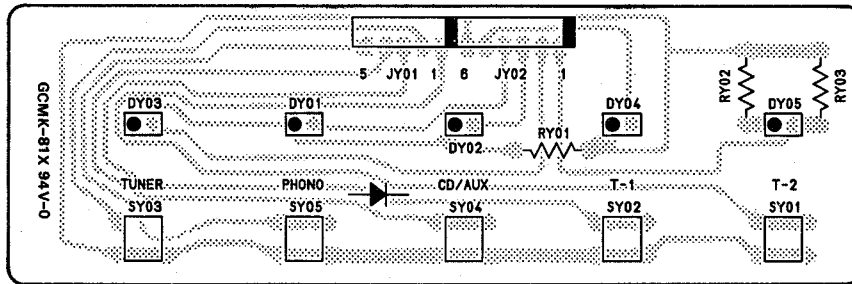 5 JY01 1 6 JY02 1
GCMK-81X 94V-0
RY02
RY03
DY03
DY01
DY02
RY01
DY04
DY05
TUNER
PHONO
CD/AUX
T-1
T-2
SY03
SY05
SY04
SY02
SY01